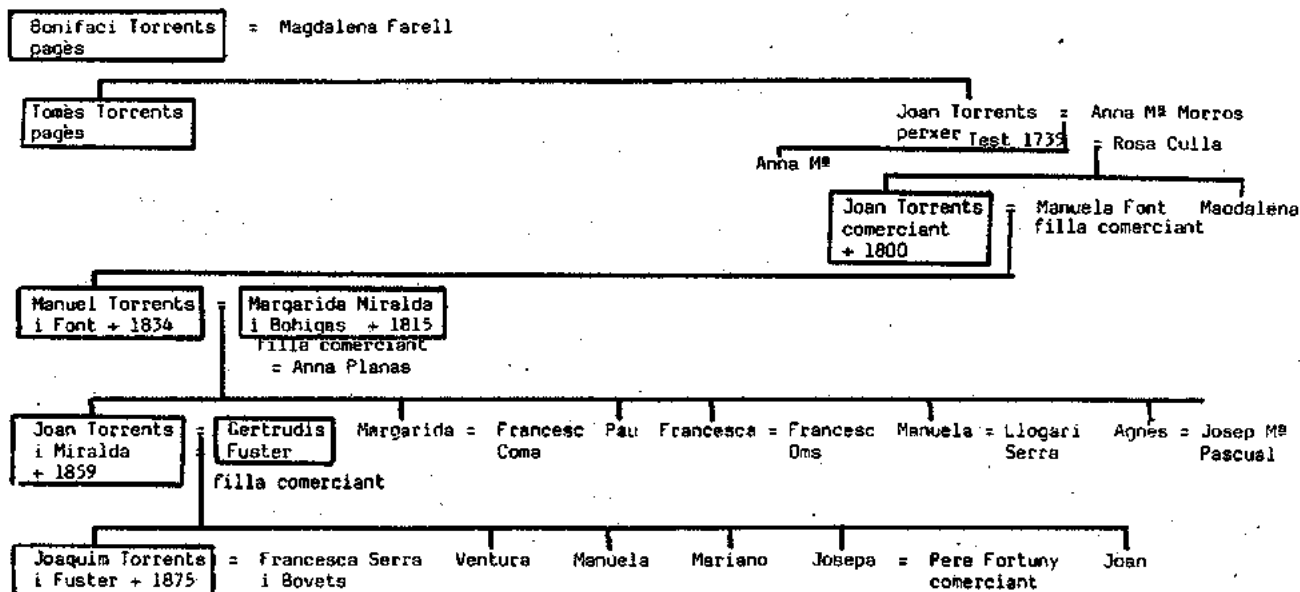 Bonifaci Torrents = Magdalena Farell
pagès
Tomàs Torrents
pagès
Joan Torrents = Anna Mª Morros
perxer Test 1739 = Rosa Culla
Anna Mª
Joan Torrents = Manuela Font Magdalena
comerciant filla comerciant
+ 1800
Manuel Torrents = Margarida Miralda
i Font + 1834 i Bohigas + 1815
filla comerciant
= Anna Planas
Joan Torrents = Gertrudis Margarida = Francesc Pau Francesca = Francesc Manuela = Llogari Agnès = Josep Mª
i Miralda = Fuster Coma Oms Serra Pascual
+ 1859
filla comerciant
Joaquim Torrents = Francesca Serra Ventura Manuela Mariano Josepa = Pere Fortuny Joan
i Fuster + 1875 i Bovets comerciant